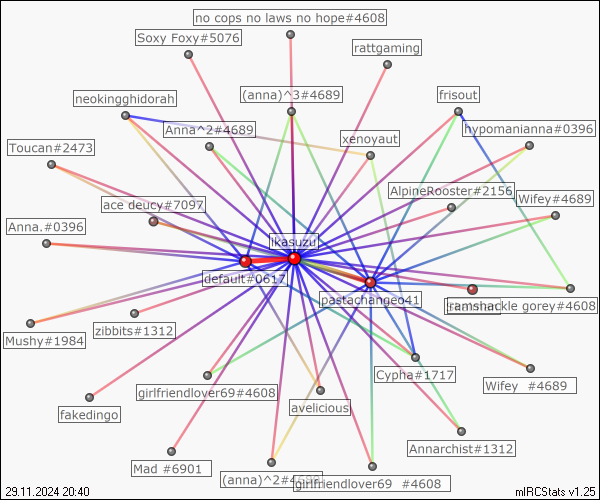 no cops no laws no hope#4608
Soxy Foxy#5076
rattgaming
neokingghidorah
(anna)^3#4689
frisout
Anna^2#4689
hypomanianna#0396
xenoyaut
Toucan#2473
AlpineRooster#2156
Wifey#4689
ace deucy#7097
Anna.#0396
likasuzu
default#0617
pastachangeo41
ramshackle gorey#4608
Mushy#1984
zibbits#1312
Cypha#1717
girlfriendlover69#4608
Wifey #4689
avelicious
fakedingo
Annarchist#1312
Mad #6901
(anna)^2#4689
girlfriendlover69 #4608
29.11.2024 20:40
mIRCStats v1.25